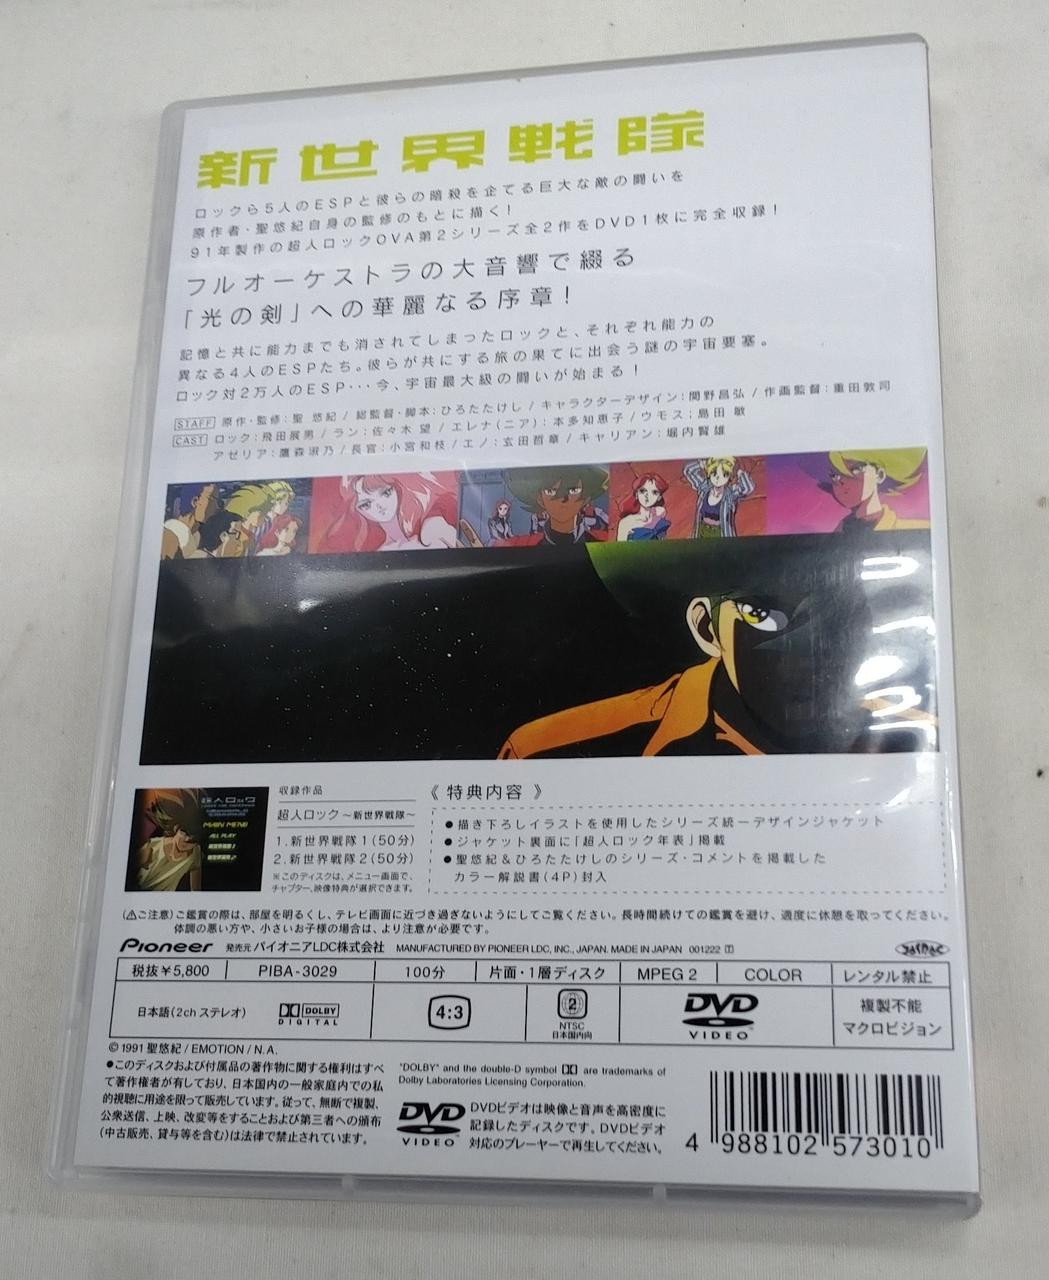 新世界戦隊
ロックら5人のESPと彼らの暗殺を企てる巨大な敵の闘いを
原作者・聖悠紀自身の監修のもとに描く!
91年製作の超人ロックOVA第2シリーズ全2作をDVD1枚に完全収録!
フルオーケストラの大音響で綴る
「光の剣」への華麗なる序章!
記憶と共に能力までも消されてしまったロックと、それぞれ能力の
異なる4人のESPたち。彼らが共にする旅の果てに出会う謎の宇宙要塞。
ロック対2万人のESP・・・今、宇宙最大級の闘いが始まる!
STAFF 原作・監修:聖 悠紀 / 総監督・脚本:ひろたたけし / キャラクターデザイン:関野昌弘 / 作画監督:重田敦司
CAST ロック:飛田展男 / ラン:佐々木 望 / エレナ(ニア):本多知恵子 / ウモス:島田 敏
アゼリア:鷹森淑乃 / 長官:小宮和枝 / エノ:玄田哲章 / キャリアン:堀内賢雄
超人ロック
MAIN MENU
ALL PLAY
新世界戦隊1
新世界戦隊2
収録作品
超人ロック~新世界戦隊~
1.新世界戦隊1(50分)
2.新世界戦隊2(50分)
※このディスクは、メニュー画面で、
チャプター、映像特典が選択できます。
《 特典内容 》
●描き下ろしイラストを使用したシリーズ統一デザインジャケット
●ジャケット裏面に「超人ロック年表」掲載
●聖悠紀&ひろたたけしのシリーズ・コメントを掲載した
カラー解説書(4P)封入
(⚠ご注意)ご鑑賞の際は、部屋を明るくし、テレビ画面に近づき過ぎないようにしてご覧ください。長時間続けての鑑賞を避け、適度に休憩を取ってください。
体調の悪い方や、小さいお子様の場合は、より注意が必要です。
Pioneer 発売元 パイオニアLDC株式会社 MANUFACTURED BY PIONEER LDC, INC., JAPAN. MADE IN JAPAN 001222
税抜¥5,800 PIBA-3029 100分 片面・1層ディスク MPEG 2 COLOR レンタル禁止
日本語(2ch ステレオ) DOLBY DIGITAL 4:3 2 NTSC 日本国内向 DVD VIDEO 複製不能 マクロビジョン
©1991 聖悠紀 / EMOTION / N.A.
●このディスクおよび付属品の著作物に関する権利はすべ
て著作権者が有しており、日本国内の一般家庭内での私
的視聴に用途を限って販売しています。従って、無断で複製、
公衆送信、上映、改変等をすることおよび第三者への頒布
(中古販売、貸与等を含む)は法律で禁止されています。
"DOLBY" and the double-D symbol are trademarks of
Dolby Laboratories Licensing Corporation.
DVD VIDEO
DVDビデオは映像と音声を高密度に
記録したディスクです。DVDビデオ
対応のプレーヤーで再生してください。
4 988102 573010